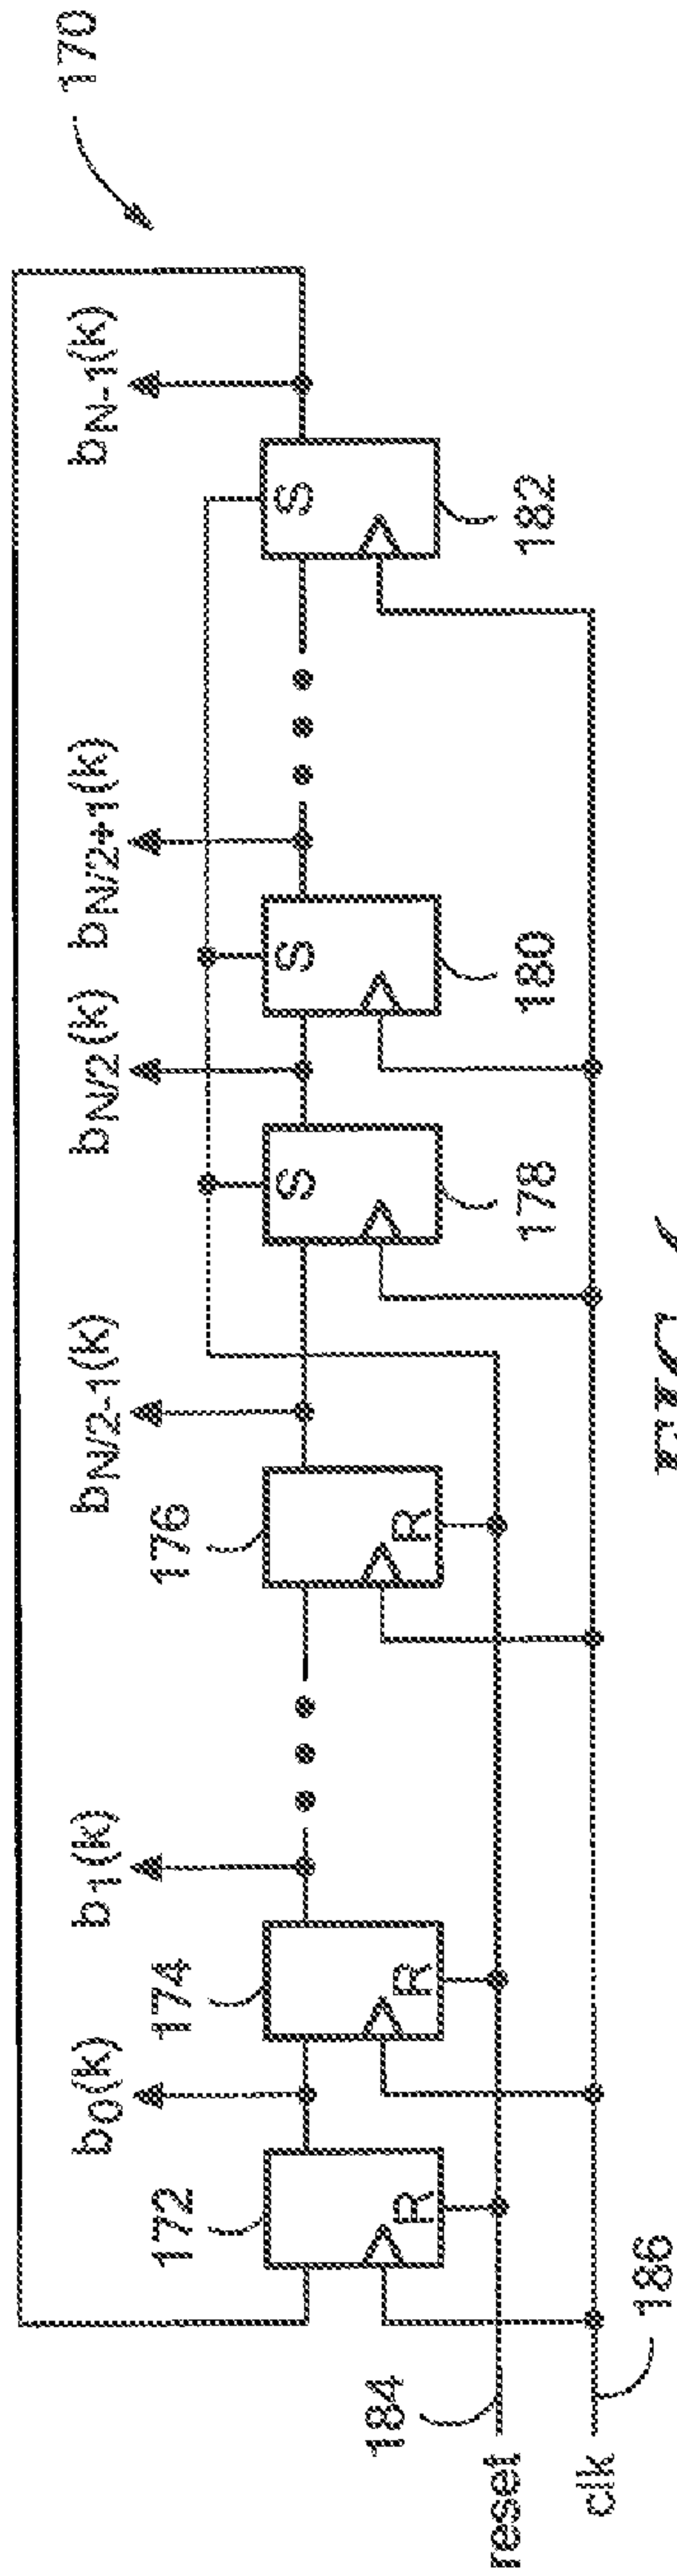 170
b0(k)
b1(k)
bN/2-1(k)
bN/2(k)
bN/2+1(k)
bN-1(k)
172
174
176
S
S
S
R
R
R
178
180
182
184
reset
clk
186